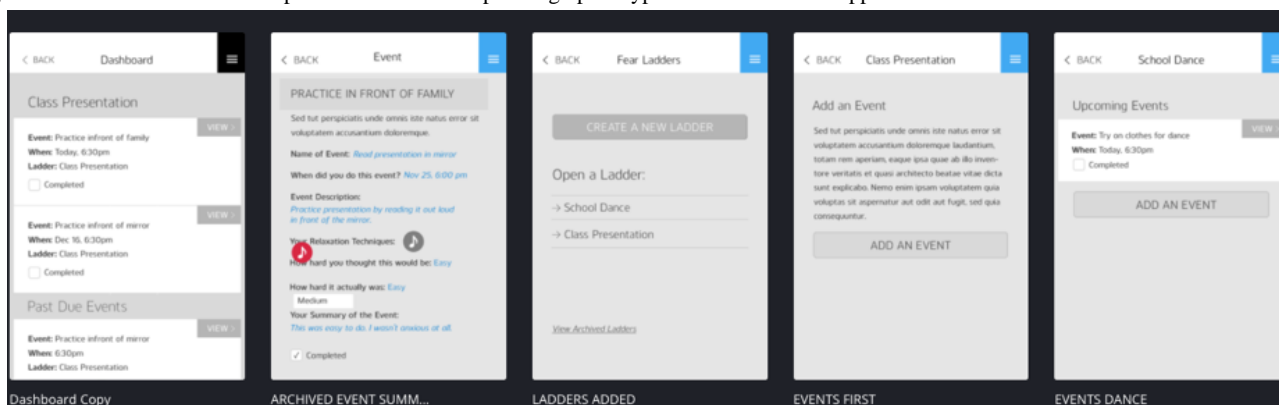 < BACK Dashboard
Class Presentation
VIEW >
Event: Practice infront of family
When: Today, 6:30pm
Ladder: Class Presentation
Completed
VIEW >
Event: Practice infront of mirror
When: Dec 16, 6:30pm
Ladder: Class Presentation
Completed
Past Due Events
VIEW >
Event: Practice infront of mirror
When: 6:30pm
Ladder: Class Presentation
Dashboard Copy
< BACK Event
PRACTICE IN FRONT OF FAMILY
Sed tut perspiciatis unde omnis iste natus error sit
voluptatem accusantium doloremque.
Name of Event: Read presentation in mirror
When did you do this event? Nov 25, 6:00 pm
Event Description:
Practice presentation by reading it out loud
in front of the mirror.
Your Relaxation Techniques:
How hard you thought this would be: Easy
How hard it actually was: Easy
Medium
Your Summary of the Event:
This was easy to do. I wasn't anxious at all.
Completed
ARCHIVED EVENT SUMM...
< BACK Fear Ladders
CREATE A NEW LADDER
Open a Ladder:
-> School Dance
-> Class Presentation
View Archived Ladders
LADDERS ADDED
< BACK Class Presentation
Add an Event
Sed tut perspiciatis unde omnis iste natus error sit
voluptatem accusantium doloremque laudantium,
totam rem aperiam, eaque ipsa quae ab illo inven-
tore veritatis et quasi architecto beatae vitae dicta
sunt explicabo. Nemo enim ipsam voluptatem quia
voluptas sit aspernatur aut odit aut fugit, sed quia
consequuntur.
ADD AN EVENT
EVENTS FIRST
< BACK School Dance
Upcoming Events
VIEW
Event: Try on clothes for dance
When: Today, 6:30pm
Completed
ADD AN EVENT
EVENTS DANCE